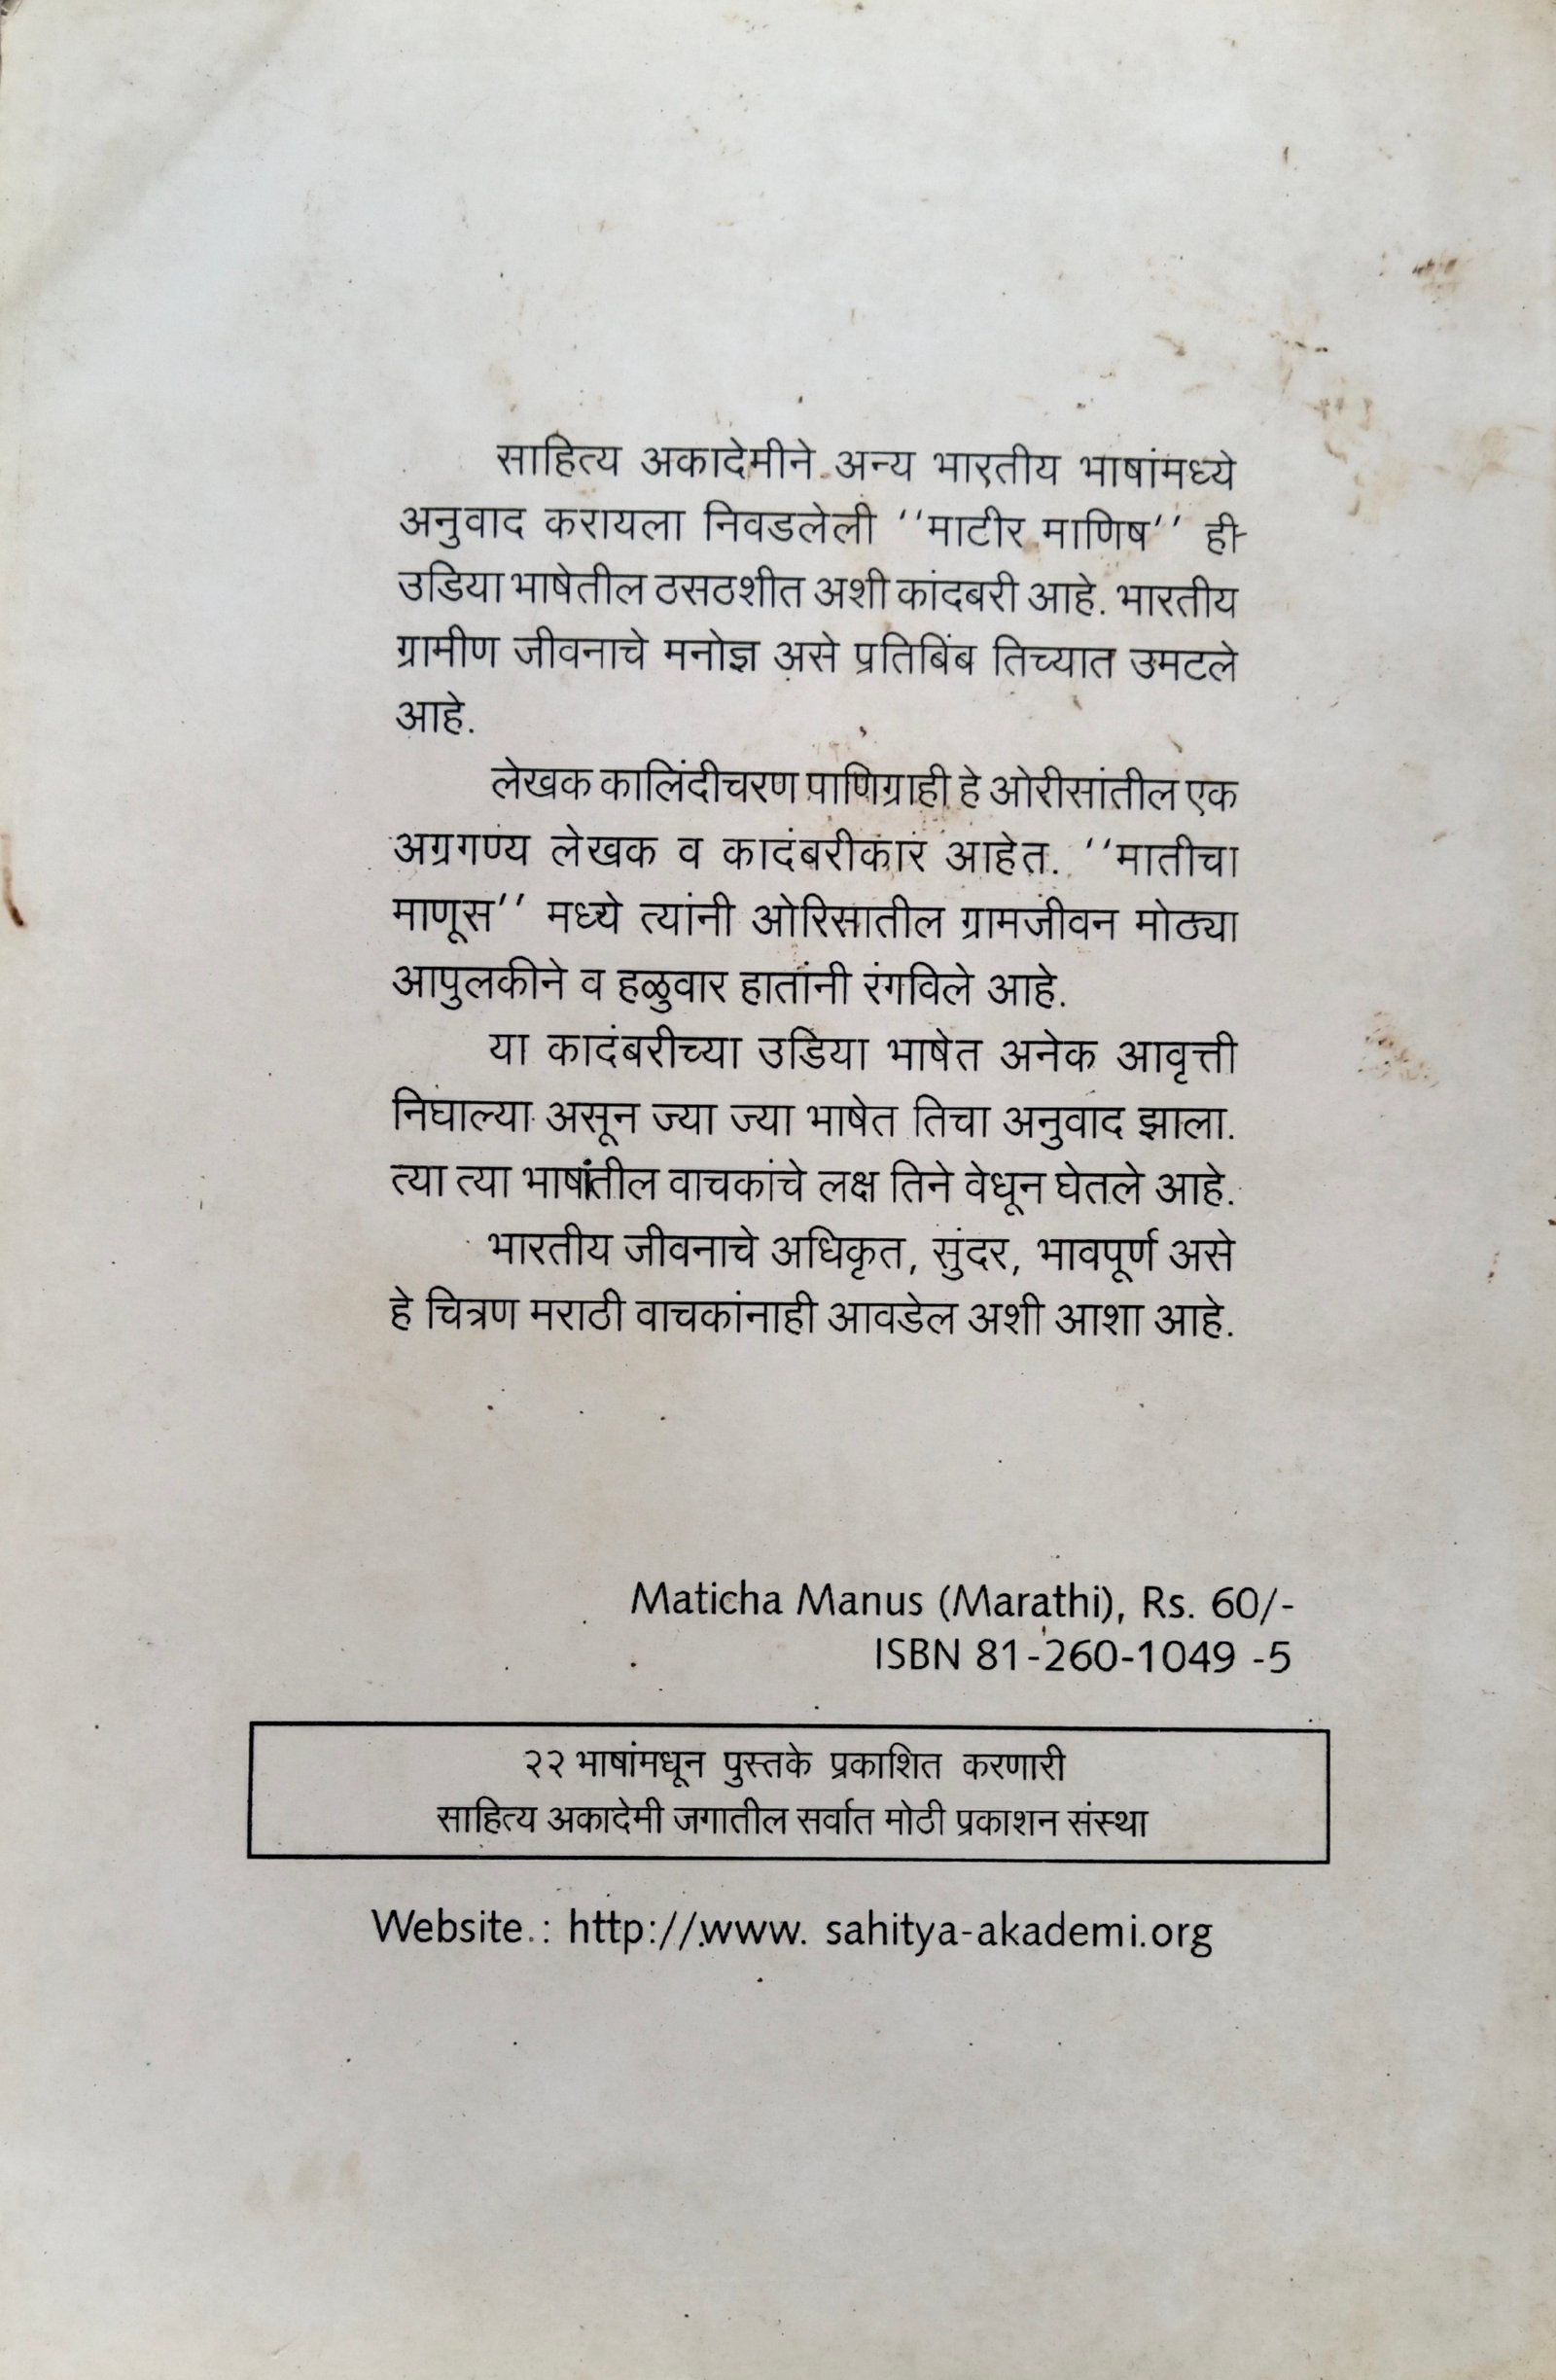 साहित्य अकादेमीने अन्य भारतीय भाषांमध्ये
अनुवाद करायला निवडलेली ‘‘माटीर माणिष’’ ही
उडिया भाषेतील ठसठशीत अशी कांदबरी आहे. भारतीय
ग्रामीण जीवनाचे मनोज्ञ असे प्रतिबिंब तिच्यात उमटले
आहे.
लेखक कालिंदीचरण पाणिग्राही हे ओरीसांतील एक
अग्रगण्य लेखक व कादंबरीकार आहेत. ‘‘मातीचा
माणूस’’ मध्ये त्यांनी ओरिसातील ग्रामजीवन मोठ्या
आपुलकीने व हळुवार हातांनी रंगविले आहे.
या कादंबरीच्या उडिया भाषेत अनेक आवृत्ती
निघाल्या असून ज्या ज्या भाषेत तिचा अनुवाद झाला.
त्या त्या भाषांतील वाचकांचे लक्ष तिने वेधून घेतले आहे.
भारतीय जीवनाचे अधिकृत, सुंदर, भावपूर्ण असे
हे चित्रण मराठी वाचकांनाही आवडेल अशी आशा आहे.
Maticha Manus (Marathi), Rs. 60/-
ISBN 81-260-1049 -5
२२ भाषांमधून पुस्तके प्रकाशित करणारी
साहित्य अकादेमी जगातील सर्वात मोठी प्रकाशन संस्था
Website.: http://www. sahitya-akademi.org